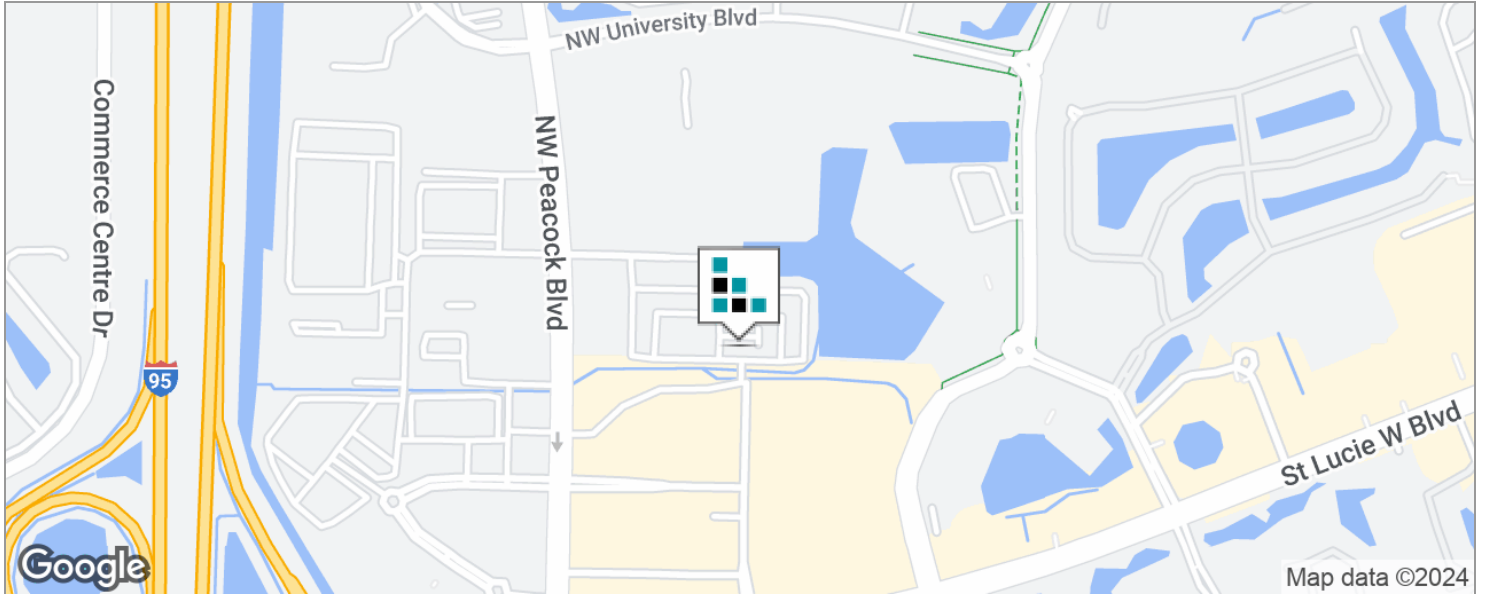 NW University Blvd
Commerce Centre Dr
NW Peacock Blvd
95
St Lucie W Blvd
Google
Map data ©2024